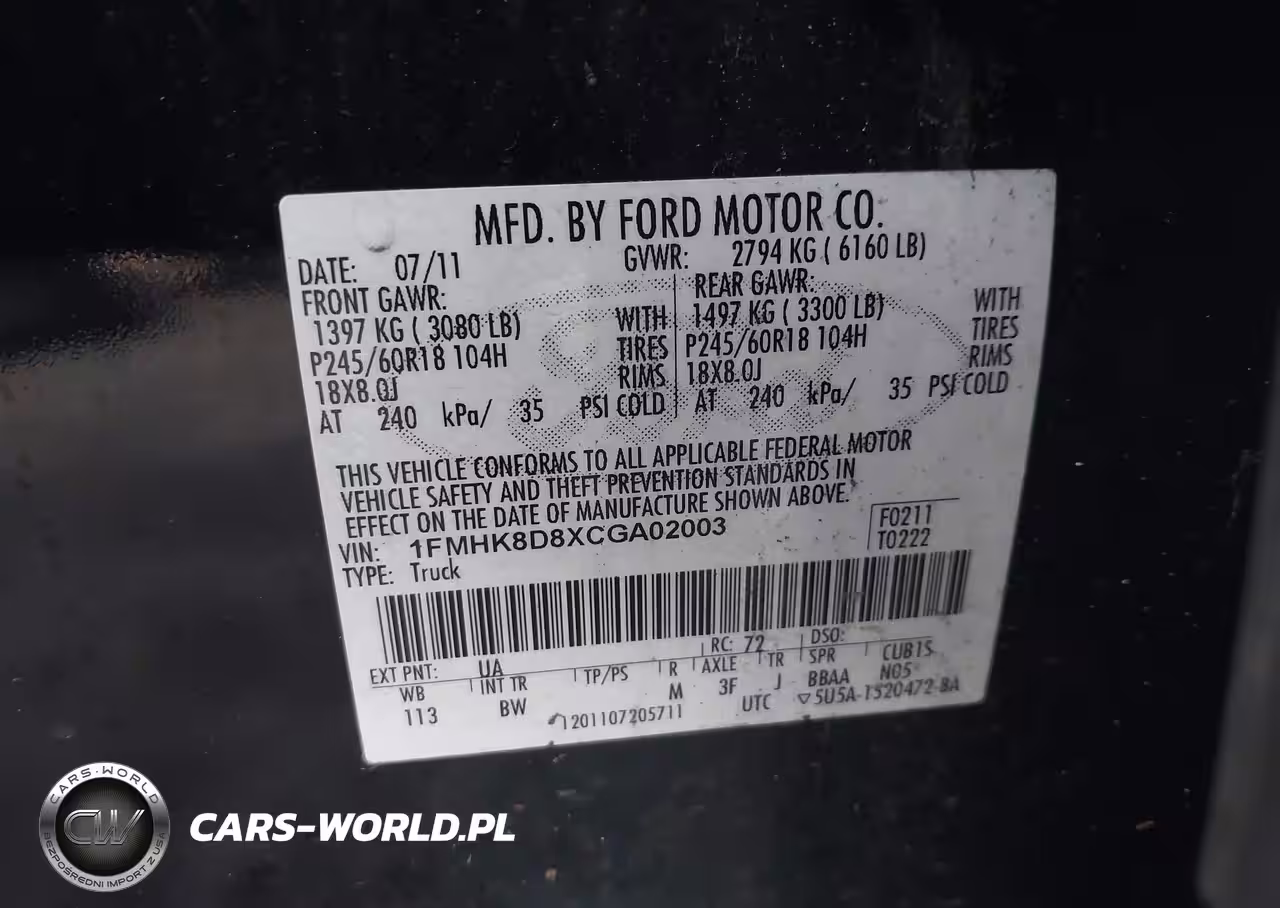 MFD. BY FORD MOTOR CO.
DATE: 07/11 GVWR: 2794 KG ( 6160 LB)
FRONT GAWR: REAR GAWR:
1397 KG ( 3080 LB) WITH 1497 KG ( 3300 LB) WITH
P245/60R18 104H TIRES P245/60R18 104H TIRES
18X8.0J RIMS 18X8.0J RIMS
AT 240 kPa/ 35 PSI COLD AT 240 kPa/ 35 PSI COLD
THIS VEHICLE CONFORMS TO ALL APPLICABLE FEDERAL MOTOR
VEHICLE SAFETY AND THEFT PREVENTION STANDARDS IN
EFFECT ON THE DATE OF MANUFACTURE SHOWN ABOVE.
VIN: 1FMHK8D8XCGA02003 F0211
TYPE: Truck T0222
EXT PNT: UA RC: 72 DSO:
WB INT TR TP/PS R AXLE TR SPR CUB15
113 BW M 3F J BBAA N05
1201107205711 UTC ▽5U5A-1520472-BA
CARS-WORLD
CW
BEZPOŚREDNI IMPORT Z USA
CARS-WORLD.PL